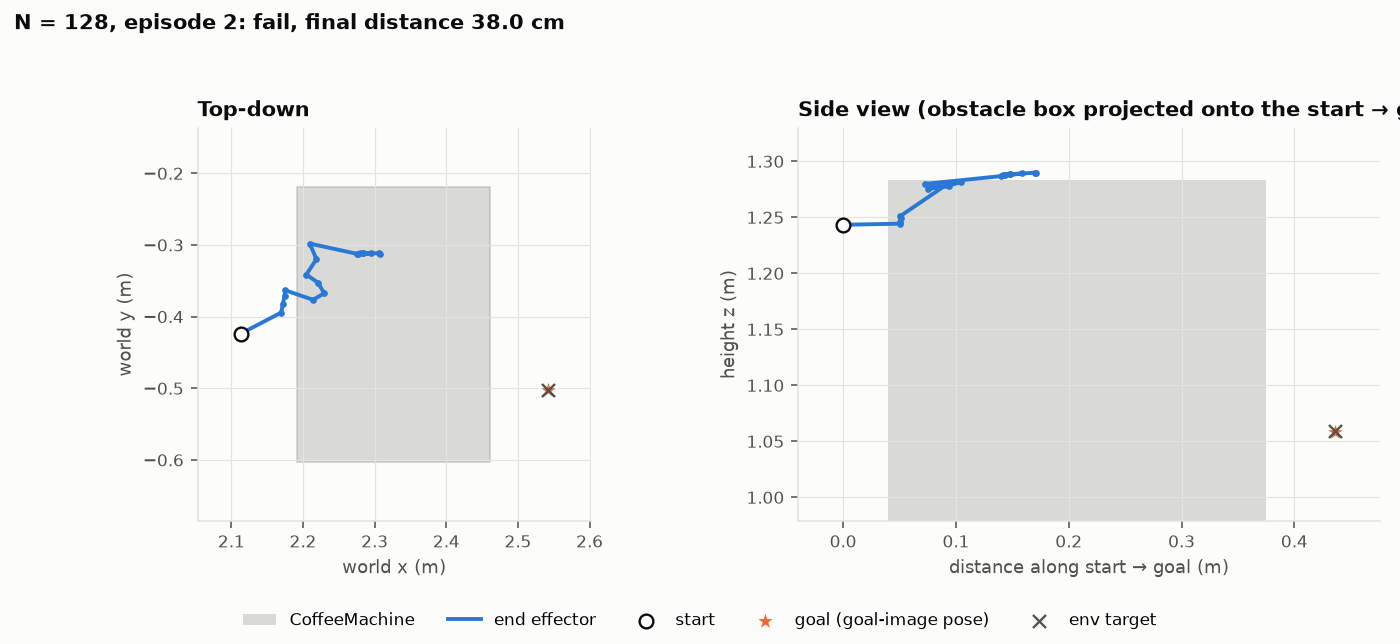 N = 128, episode 2: fail, final distance 38.0 cm
Top-down
−0.2
−0.3
−0.4
−0.5
−0.6
world y (m)
2.1 2.2 2.3 2.4 2.5 2.6
world x (m)
Side view (obstacle box projected onto the start →
1.30
1.25
1.20
1.15
1.10
1.05
1.00
height z (m)
0.0 0.1 0.2 0.3 0.4
distance along start → goal (m)
CoffeeMachine end effector start goal (goal-image pose) env target